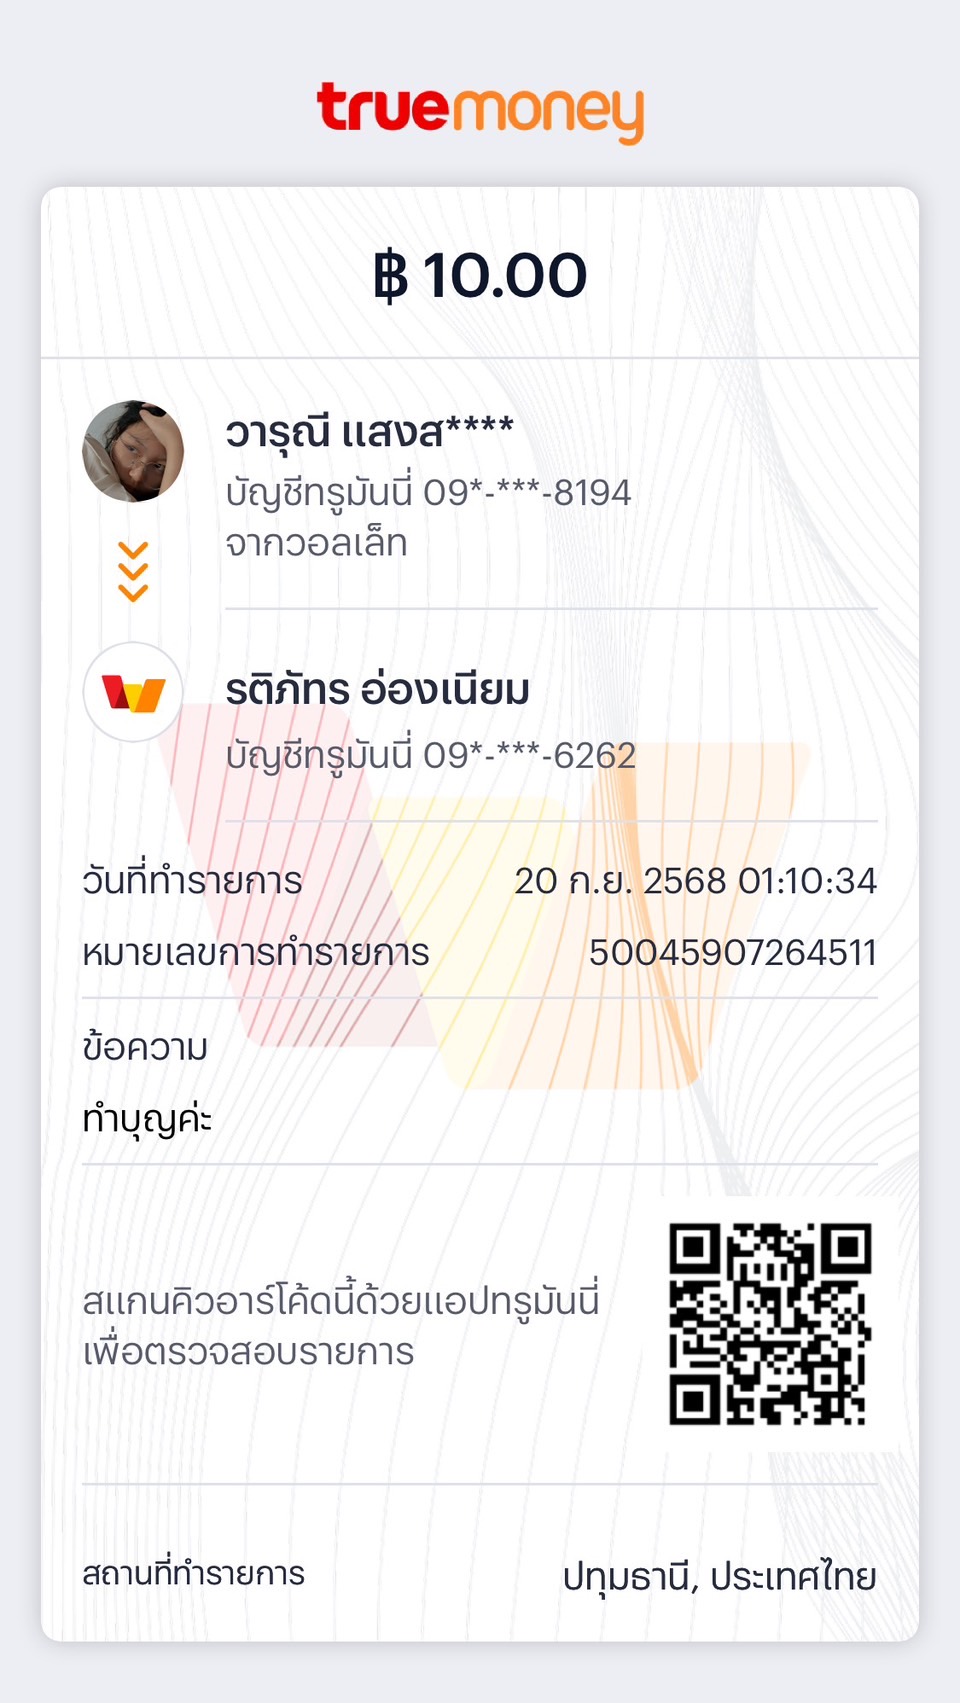 truemoney
฿ 10.00
วารุณี แสงส****
บัญชีทรูมันนี่ 09*-***-8194
จากวอลเล็ท
รติภัทร อ่องเนียม
บัญชีทรูมันนี่ 09*-***-6262
วันที่ทำรายการ 20 ก.ย. 2568 01:10:34
หมายเลขการทำรายการ 50045907264511
ข้อความ
ทำบุญค่ะ
สแกนคิวอาร์โค้ดนี้ด้วยแอปทรูมันนี่
เพื่อตรวจสอบรายการ
สถานที่ทำรายการ ปทุมธานี, ประเทศไทย